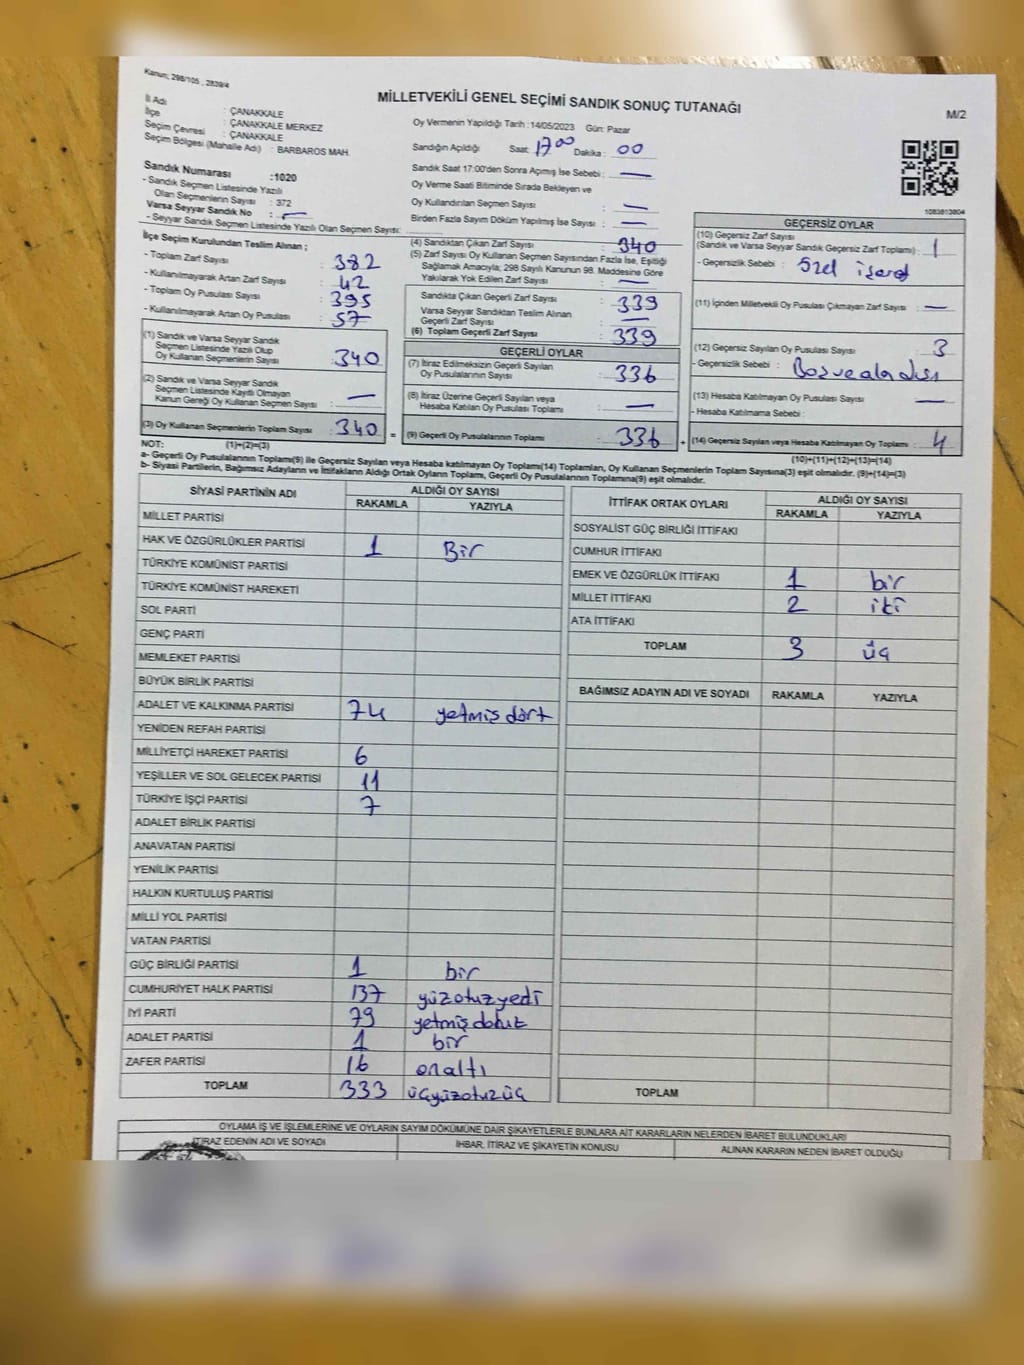 Kanun; 298/105 , 2839/4
MİLLETVEKİLİ GENEL SEÇİMİ SANDIK SONUÇ TUTANAĞI
M/2
İl Adı : ÇANAKKALE
İlçe : ÇANAKKALE MERKEZ
Seçim Çevresi : ÇANAKKALE
Seçim Bölgesi (Mahalle Adı) : BARBAROS MAH.
Sandık Numarası :1020
- Sandık Seçmen Listesinde Yazılı
Olan Seçmenlerin Sayısı : 372
Varsa Seyyar Sandık No : —
- Seyyar Sandık Seçmen Listesinde Yazılı Olan Seçmen Sayısı:
Oy Vermenin Yapıldığı Tarih :14/05/2023 Gün: Pazar
Sandığın Açıldığı Saat: 17 00 Dakika : 00
Sandık Saat 17:00'den Sonra Açımış İse Sebebi : —
Oy Verme Saati Bitiminde Sırada Bekleyen ve
Oy Kullandırılan Seçmen Sayısı : —
Birden Fazla Sayım Döküm Yapılmış İse Sayısı : —
1083813804
İlçe Seçim Kurulundan Teslim Alınan ;
- Toplam Zarf Sayısı : 382
- Kullanılmayarak Artan Zarf Sayısı : 42
- Toplam Oy Pusulası Sayısı : 395
- Kullanılmayarak Artan Oy Pusulası : 57
(1) Sandık ve Varsa Seyyar Sandık
Seçmen Listesinde Yazılı Olup
Oy Kullanan Seçmenlerin Sayısı : 340
(2) Sandık ve Varsa Seyyar Sandık
Seçmen Listesinde Kayıtlı Olmayan
Kanun Gereği Oy Kullanan Seçmen Sayısı : —
(3) Oy Kullanan Seçmenlerin Toplam Sayısı : 340 =
(4) Sandıktan Çıkan Zarf Sayısı : 340
(5) Zarf Sayısı Oy Kullanan Seçmen Sayısından Fazla İse, Eşitliği
Sağlamak Amacıyla; 298 Sayılı Kanunun 98. Maddesine Göre
Yakılarak Yok Edilen Zarf Sayısı : —
Sandıkta Çıkan Geçerli Zarf Sayısı : 339
Varsa Seyyar Sandıktan Teslim Alınan
Geçerli Zarf Sayısı : —
(6) Toplam Geçerli Zarf Sayısı : 339
GEÇERLİ OYLAR
(7) İtiraz Edilmeksizin Geçerli Sayılan
Oy Pusulalarının Sayısı : 336
(8) İtiraz Üzerine Geçerli Sayılan veya
Hesaba Katılan Oy Pusulası Toplamı : —
(9) Geçerli Oy Pusulalarının Toplamı : 336 +
GEÇERSİZ OYLAR
(10) Geçersiz Zarf Sayısı
(Sandık ve Varsa Seyyar Sandık Geçersiz Zarf Toplamı) : 1
- Geçersizlik Sebebi : özel işaret
(11) İçinden Milletvekili Oy Pusulası Çıkmayan Zarf Sayısı : —
(12) Geçersiz Sayılan Oy Pusulası Sayısı : 3
- Geçersizlik Sebebi :
(13) Hesaba Katılmayan Oy Pusulası Sayısı : —
- Hesaba Katılmama Sebebi :
(14) Geçersiz Sayılan veya Hesaba Katılmayan Oy Toplamı : 4
NOT: (1)+(2)=(3)
(10)+(11)+(12)+(13)=(14)
a- Geçerli Oy Pusulalarının Toplamı(9) ile Geçersiz Sayılan veya Hesaba katılmayan Oy Toplamı(14) Toplamları, Oy Kullanan Seçmenlerin Toplam Sayısına(3) eşit olmalıdır. (9)+(14)=(3)
b- Siyasi Partilerin, Bağımsız Adayların ve İttifakların Aldığı Ortak Oyların Toplamı, Geçerli Oy Pusulalarının Toplamına(9) eşit olmalıdır.
SİYASİ PARTİNİN ADI ALDIĞI OY SAYISI
RAKAMLA YAZIYLA
MİLLET PARTİSİ
HAK VE ÖZGÜRLÜKLER PARTİSİ 1 Bir
TÜRKİYE KOMÜNİST PARTİSİ
TÜRKİYE KOMÜNİST HAREKETİ
SOL PARTİ
GENÇ PARTİ
MEMLEKET PARTİSİ
BÜYÜK BİRLİK PARTİSİ
ADALET VE KALKINMA PARTİSİ 74 yetmiş dört
YENİDEN REFAH PARTİSİ
MİLLİYETÇİ HAREKET PARTİSİ 6
YEŞİLLER VE SOL GELECEK PARTİSİ 11
TÜRKİYE İŞÇİ PARTİSİ 7
ADALET BİRLİK PARTİSİ
ANAVATAN PARTİSİ
YENİLİK PARTİSİ
HALKIN KURTULUŞ PARTİSİ
MİLLİ YOL PARTİSİ
VATAN PARTİSİ
GÜÇ BİRLİĞİ PARTİSİ 1 bir
CUMHURİYET HALK PARTİSİ 137 yüzotuzyedi
İYİ PARTİ 79 yetmiş dokuz
ADALET PARTİSİ 1 bir
ZAFER PARTİSİ 16 onaltı
TOPLAM 333 üçyüzotuzüç
İTTİFAK ORTAK OYLARI ALDIĞI OY SAYISI
RAKAMLA YAZIYLA
SOSYALİST GÜÇ BİRLİĞİ İTTİFAKI
CUMHUR İTTİFAKI
EMEK VE ÖZGÜRLÜK İTTİFAKI 1 bir
MİLLET İTTİFAKI 2 iki
ATA İTTİFAKI
TOPLAM 3 üç
BAĞIMSIZ ADAYIN ADI VE SOYADI RAKAMLA YAZIYLA
TOPLAM
OYLAMA İŞ VE İŞLEMLERİNE VE OYLARIN SAYIM DÖKÜMÜNE DAİR ŞİKAYETLERLE BUNLARA AİT KARARLARIN NELERDEN İBARET BULUNDUKLARI
İTİRAZ EDENİN ADI VE SOYADI İHBAR, İTİRAZ VE ŞİKAYETİN KONUSU ALINAN KARARIN NEDEN İBARET OLDUĞU